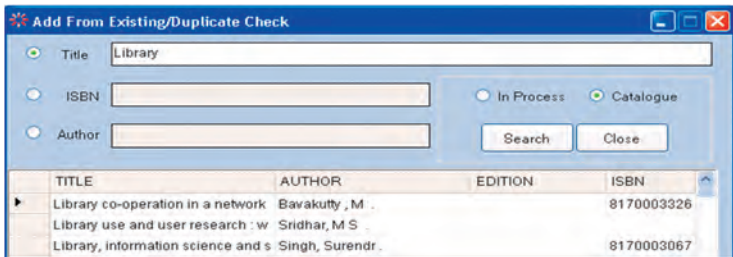 Add From Existing/Duplicate Check
Title Library
ISBN In Process Catalogue
Author Search Close
TITLE AUTHOR EDITION ISBN
Library co-operation in a network Bavakutty , M . 8170003326
Library use and user research : w Sridhar, M S .
Library, information science and s Singh, Surendr . 8170003067